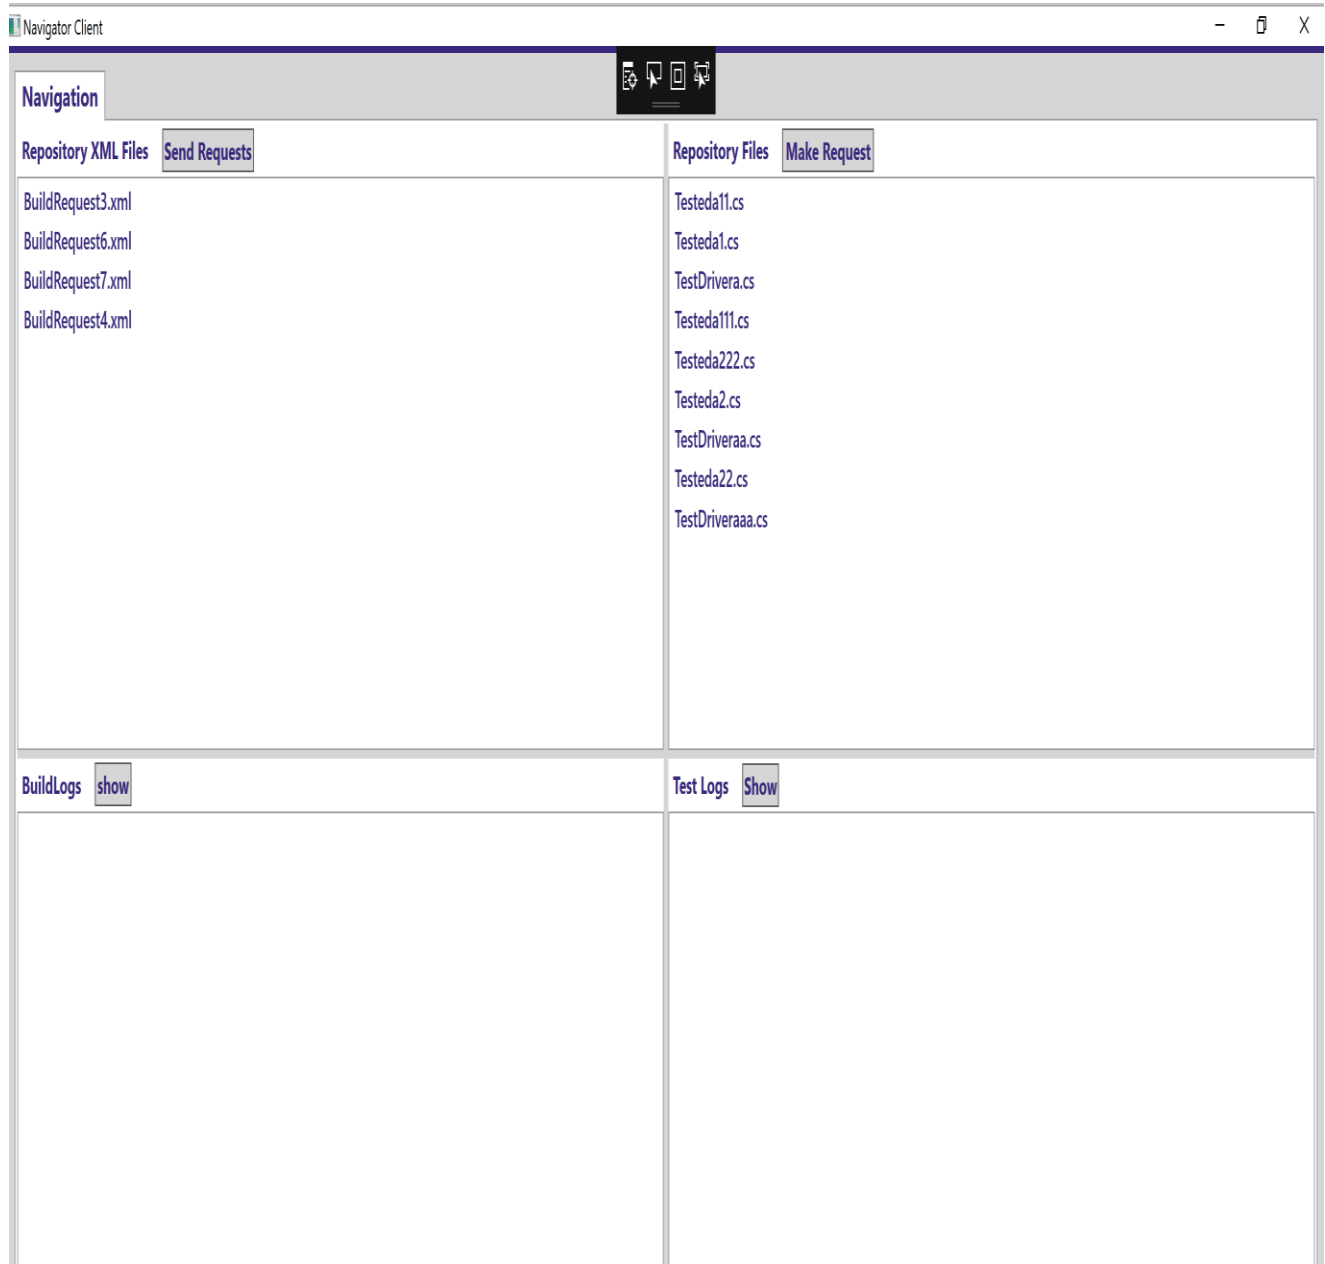 Navigator Client
Navigation
Repository XML Files Send Requests
BuildRequest3.xml
BuildRequest6.xml
BuildRequest7.xml
BuildRequest4.xml
Repository Files Make Request
Testeda11.cs
Testeda1.cs
TestDrivera.cs
Testeda111.cs
Testeda222.cs
Testeda2.cs
TestDriveraa.cs
Testeda22.cs
TestDriveraaa.cs
BuildLogs show
Test Logs Show